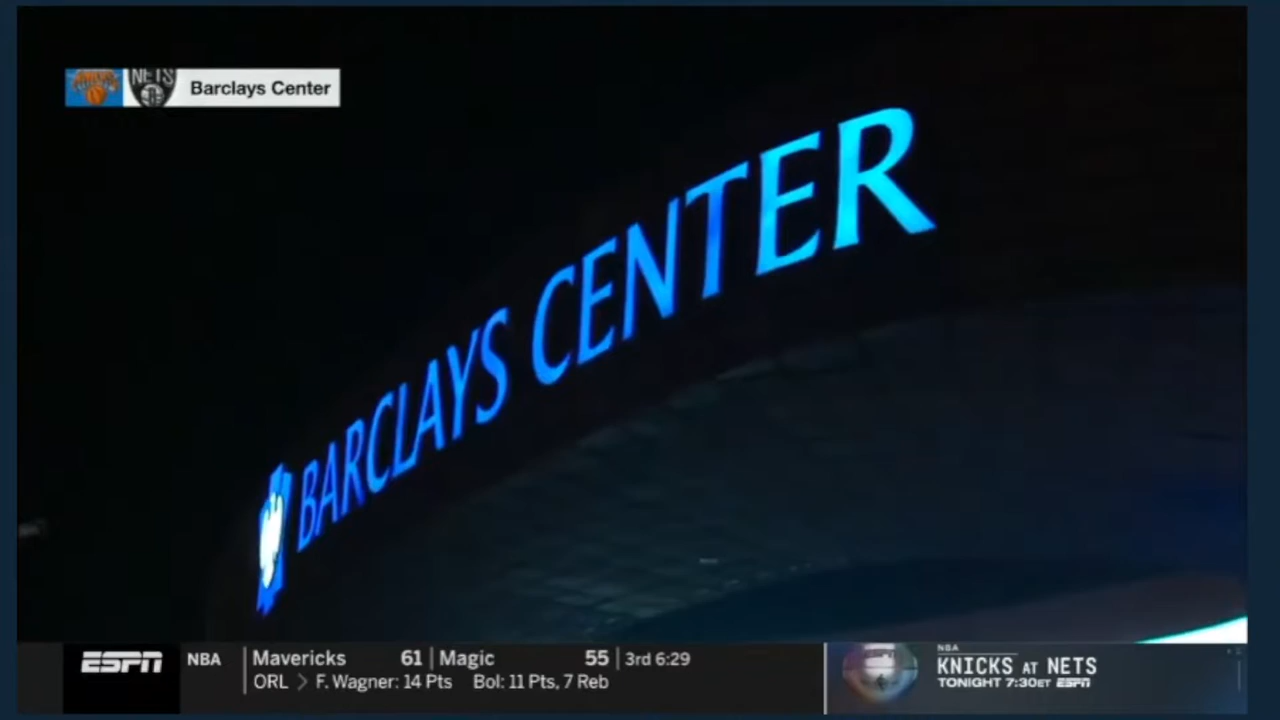 NETS Barclays Center
BARCLAYS CENTER
ESPN NBA Mavericks 61 Magic 55 3rd 6:29
ORL > F. Wagner: 14 Pts Bol: 11 Pts, 7 Reb
NBA
KNICKS AT NETS
TONIGHT 7:30ET ESPN